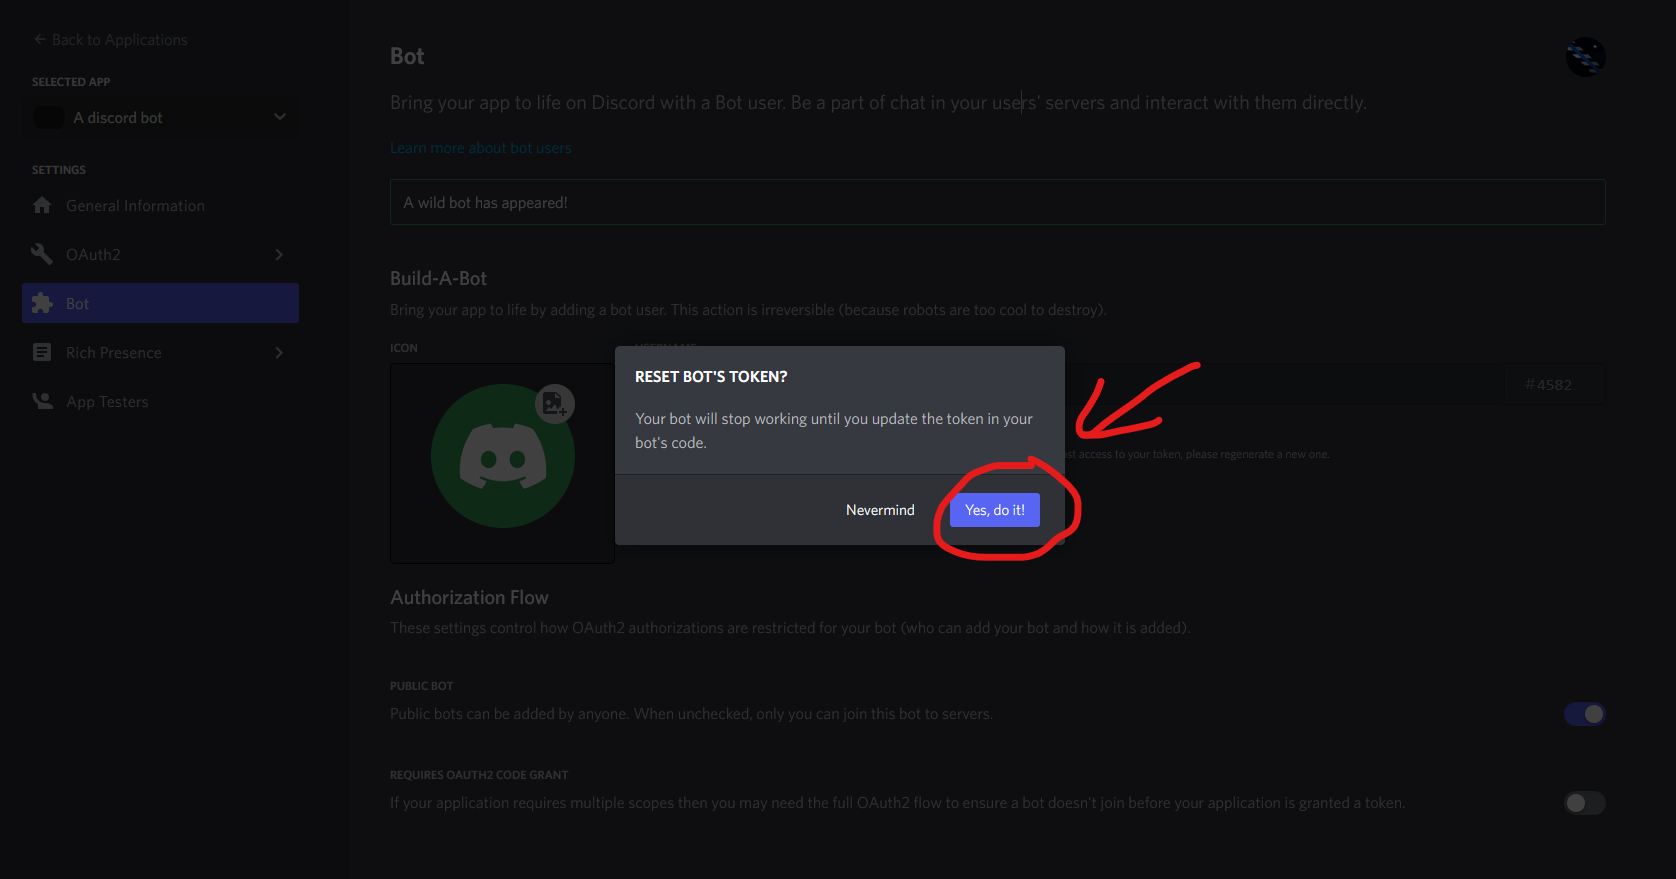 Back to Applications
SELECTED APP
A discord bot
SETTINGS
General Information
OAuth2
Bot
Rich Presence
App Testers
Bot
Bring your app to life on Discord with a Bot user. Be a part of chat in your users' servers and interact with them directly.
Learn more about bot users
A wild bot has appeared!
Build-A-Bot
Bring your app to life by adding a bot user. This action is irreversible (because robots are too cool to destroy).
ICON
#4582
RESET BOT'S TOKEN?
Your bot will stop working until you update the token in your
bot's code.
access to your token, please regenerate a new one.
Nevermind
Yes, do it!
Authorization Flow
These settings control how OAuth2 authorizations are restricted for your bot (who can add your bot and how it is added).
PUBLIC BOT
Public bots can be added by anyone. When unchecked, only you can join this bot to servers.
REQUIRES OAUTH2 CODE GRANT
If your application requires multiple scopes then you may need the full OAuth2 flow to ensure a bot doesn't join before your application is granted a token.